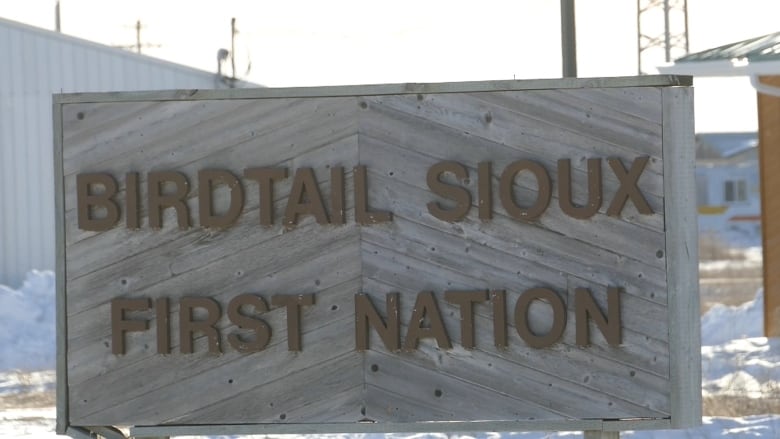 BIRDTAIL SIOUX
FIRST NATION